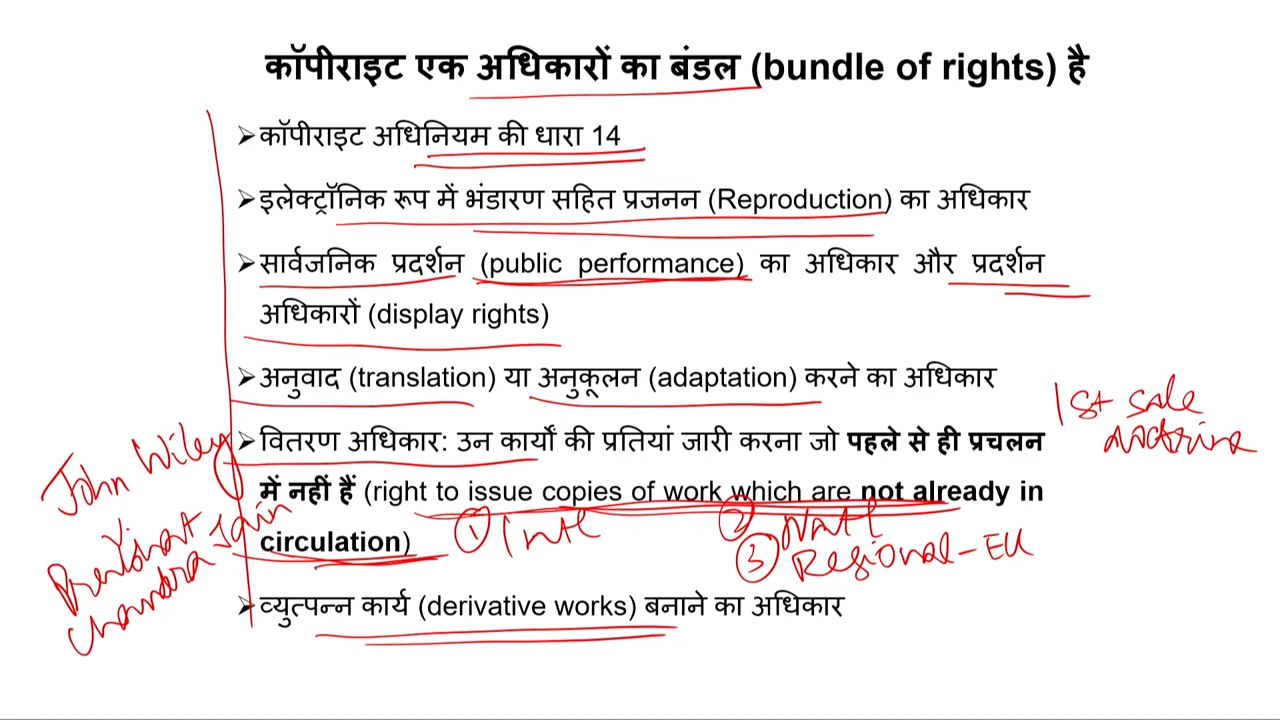 कॉपीराइट एक अधिकारों का बंडल (bundle of rights) है
➢कॉपीराइट अधिनियम की धारा 14
➢इलेक्ट्रॉनिक रूप में भंडारण सहित प्रजनन (Reproduction) का अधिकार
➢सार्वजनिक प्रदर्शन (public performance) का अधिकार और प्रदर्शन
अधिकारों (display rights)
➢अनुवाद (translation) या अनुकूलन (adaptation) करने का अधिकार
1st sale
doctrine
➢वितरण अधिकार: उन कार्यों की प्रतियां जारी करना जो पहले से ही प्रचलन
में नहीं हैं (right to issue copies of work which are not already in
circulation)
John Wiley
Chandra Jain
① Intl
② Natl
③ Regional-EU
➢व्युत्पन्न कार्य (derivative works) बनाने का अधिकार